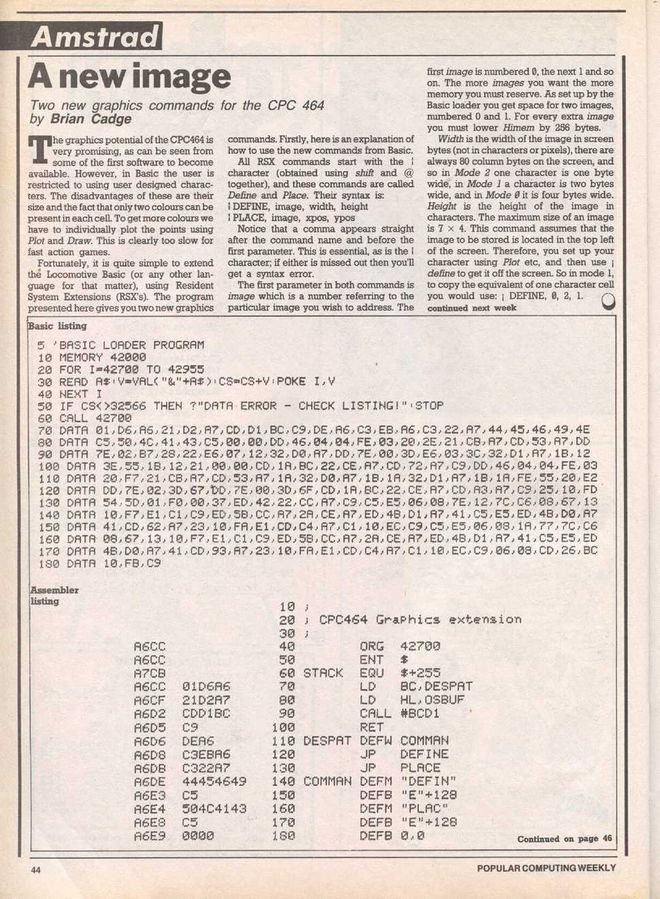 Amstrad
A new image
Two new graphics commands for the CPC 464
by Brian Cadge
The graphics potential of the CPC464 is
very promising, as can be seen from
some of the first software to become
available. However, in Basic the user is
restricted to using user designed charac-
ters. The disadvantages of these are their
size and the fact that only two colours can be
present in each cell. To get more colours we
have to individually plot the points using
Plot and Draw. This is clearly too slow for
fast action games.
Fortunately, it is quite simple to extend
the Locomotive Basic (or any other lan-
guage for that matter), using Resident
System Extensions (RSX's). The program
presented here gives you two new graphics
commands. Firstly, here is an explanation of
how to use the new commands from Basic.
All RSX commands start with the ¦
character (obtained using shift and @
together), and these commands are called
Define and Place. Their syntax is:
¦ DEFINE, image, width, height
¦ PLACE, image, xpos, ypos
Notice that a comma appears straight
after the command name and before the
first parameter. This is essential, as is the ¦
character; if either is missed out then you'll
get a syntax error.
The first parameter in both commands is
image which is a number referring to the
particular image you wish to address. The
first image is numbered 0, the next 1 and so
on. The more images you want the more
memory you must reserve. As set up by the
Basic loader you get space for two images,
numbered 0 and 1. For every extra image
you must lower Himem by 286 bytes.
Width is the width of the image in screen
bytes (not in characters or pixels), there are
always 80 column bytes on the screen, and
so in Mode 2 one character is one byte
wide, in Mode 1 a character is two bytes
wide, and in Mode 0 it is four bytes wide.
Height is the height of the image in
characters. The maximum size of an image
is 7 × 4. This command assumes that the
image to be stored is located in the top left
of the screen. Therefore, you set up your
character using Plot etc, and then use ¦
define to get it off the screen. So in mode 1,
to copy the equivalent of one character cell
you would use: ¦ DEFINE, 0, 2, 1.
continued next week
Basic listing
5 'BASIC LOADER PROGRAM
10 MEMORY 42000
20 FOR I=42700 TO 42955
30 READ A$:V=VAL("&"+A$):CS=CS+V:POKE I,V
40 NEXT I
50 IF CS<>32566 THEN ?"DATA ERROR - CHECK LISTING!":STOP
60 CALL 42700
70 DATA 01,D6,A6,21,D2,A7,CD,D1,BC,C9,DE,A6,C3,EB,A6,C3,22,A7,44,45,46,49,4E
80 DATA C5,50,4C,41,43,C5,00,00,DD,46,04,04,FE,03,20,2E,21,CB,A7,CD,53,A7,DD
90 DATA 7E,02,B7,28,22,E6,07,12,32,D0,A7,DD,7E,00,3D,E6,03,3C,32,D1,A7,1B,12
100 DATA 3E,55,1B,12,21,00,00,CD,1A,BC,22,CE,A7,CD,72,A7,C9,DD,46,04,04,FE,03
110 DATA 20,F7,21,CB,A7,CD,53,A7,1A,32,D0,A7,1B,1A,32,D1,A7,1B,1A,FE,55,20,E2
120 DATA DD,7E,02,3D,67,DD,7E,00,3D,6F,CD,1A,BC,22,CE,A7,CD,A3,A7,C9,25,10,FD
130 DATA 54,5D,01,F0,00,37,ED,42,22,CC,A7,C9,C5,E5,06,08,7E,12,7C,C6,08,67,13
140 DATA 10,F7,E1,C1,C9,ED,5B,CC,A7,2A,CE,A7,ED,4B,D1,A7,41,C5,E5,ED,4B,D0,A7
150 DATA 41,CD,62,A7,23,10,FA,E1,CD,C4,A7,C1,10,EC,C9,C5,E5,06,08,1A,77,7C,C6
160 DATA 08,67,13,10,F7,E1,C1,C9,ED,5B,CC,A7,2A,CE,A7,ED,4B,D1,A7,41,C5,E5,ED
170 DATA 4B,D0,A7,41,CD,93,A7,23,10,FA,E1,CD,C4,A7,C1,10,EC,C9,06,08,CD,26,BC
180 DATA 10,FB,C9
Assembler
listing
10 ;
20 ; CPC464 Graphics extension
30 ;
A6CC 40 ORG 42700
A6CC 50 ENT $
A7CB 60 STACK EQU $+255
A6CC 01D6A6 70 LD BC,DESPAT
A6CF 21D2A7 80 LD HL,OSBUF
A6D2 CDD1BC 90 CALL #BCD1
A6D5 C9 100 RET
A6D6 DEA6 110 DESPAT DEFW COMMAN
A6D8 C3EBA6 120 JP DEFINE
A6DB C322A7 130 JP PLACE
A6DE 44454649 140 COMMAN DEFM "DEFIN"
A6E3 C5 150 DEFB "E"+128
A6E4 504C4143 160 DEFM "PLAC"
A6E8 C5 170 DEFB "E"+128
A6E9 0000 180 DEFB 0,0
Continued on page 46
44
POPULAR COMPUTING WEEKLY